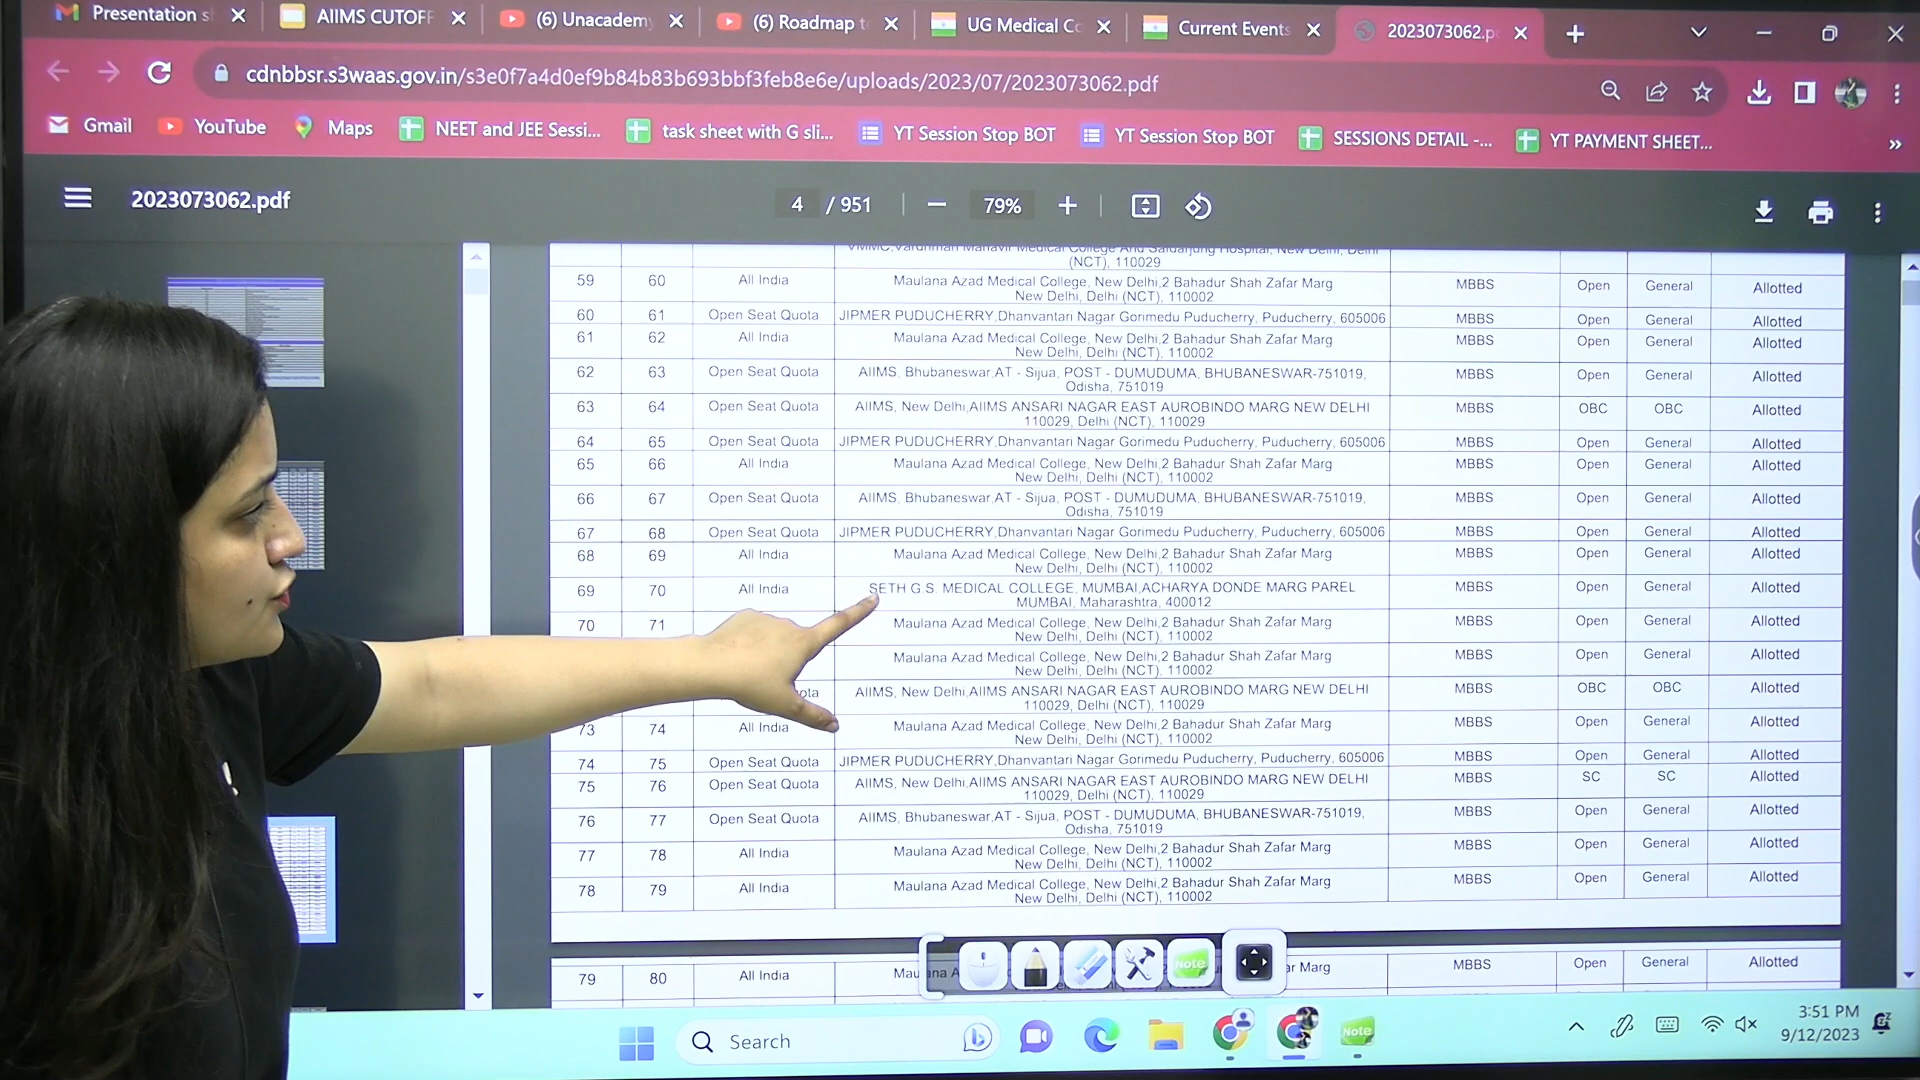 Presentation s
AIIMS CUTOFF
(6) Unacademy
(6) Roadmap t
UG Medical Co
Current Events
2023073062.p
cdnbbsr.s3waas.gov.in/s3e0f7a4d0ef9b84b83b693bbf3feb8e6e/uploads/2023/07/2023073062.pdf
Gmail YouTube Maps NEET and JEE Sessi... task sheet with G sli... YT Session Stop BOT YT Session Stop BOT SESSIONS DETAIL -... YT PAYMENT SHEET... »
2023073062.pdf 4 / 951 79%
VMMC,Vardhman Mahavir Medical College And Safdarjung Hospital, New Delhi, Delhi
(NCT), 110029
59 60 All India Maulana Azad Medical College, New Delhi,2 Bahadur Shah Zafar Marg MBBS Open General Allotted
New Delhi, Delhi (NCT), 110002
60 61 Open Seat Quota JIPMER PUDUCHERRY,Dhanvantari Nagar Gorimedu Puducherry, Puducherry, 605006 MBBS Open General Allotted
61 62 All India Maulana Azad Medical College, New Delhi,2 Bahadur Shah Zafar Marg MBBS Open General Allotted
New Delhi, Delhi (NCT), 110002
62 63 Open Seat Quota AIIMS, Bhubaneswar,AT - Sijua, POST - DUMUDUMA, BHUBANESWAR-751019, MBBS Open General Allotted
Odisha, 751019
63 64 Open Seat Quota AIIMS, New Delhi,AIIMS ANSARI NAGAR EAST AUROBINDO MARG NEW DELHI MBBS OBC OBC Allotted
110029, Delhi (NCT), 110029
64 65 Open Seat Quota JIPMER PUDUCHERRY,Dhanvantari Nagar Gorimedu Puducherry, Puducherry, 605006 MBBS Open General Allotted
65 66 All India Maulana Azad Medical College, New Delhi,2 Bahadur Shah Zafar Marg MBBS Open General Allotted
New Delhi, Delhi (NCT), 110002
66 67 Open Seat Quota AIIMS, Bhubaneswar,AT - Sijua, POST - DUMUDUMA, BHUBANESWAR-751019, MBBS Open General Allotted
Odisha, 751019
67 68 Open Seat Quota JIPMER PUDUCHERRY,Dhanvantari Nagar Gorimedu Puducherry, Puducherry, 605006 MBBS Open General Allotted
68 69 All India Maulana Azad Medical College, New Delhi,2 Bahadur Shah Zafar Marg MBBS Open General Allotted
New Delhi, Delhi (NCT), 110002
69 70 All India SETH G.S. MEDICAL COLLEGE, MUMBAI,ACHARYA DONDE MARG PAREL MBBS Open General Allotted
MUMBAI, Maharashtra, 400012
70 71 Maulana Azad Medical College, New Delhi,2 Bahadur Shah Zafar Marg MBBS Open General Allotted
New Delhi, Delhi (NCT), 110002
Maulana Azad Medical College, New Delhi,2 Bahadur Shah Zafar Marg MBBS Open General Allotted
New Delhi, Delhi (NCT), 110002
ota AIIMS, New Delhi,AIIMS ANSARI NAGAR EAST AUROBINDO MARG NEW DELHI MBBS OBC OBC Allotted
110029, Delhi (NCT), 110029
73 74 All India Maulana Azad Medical College, New Delhi,2 Bahadur Shah Zafar Marg MBBS Open General Allotted
New Delhi, Delhi (NCT), 110002
74 75 Open Seat Quota JIPMER PUDUCHERRY,Dhanvantari Nagar Gorimedu Puducherry, Puducherry, 605006 MBBS Open General Allotted
75 76 Open Seat Quota AIIMS, New Delhi,AIIMS ANSARI NAGAR EAST AUROBINDO MARG NEW DELHI MBBS SC SC Allotted
110029, Delhi (NCT), 110029
76 77 Open Seat Quota AIIMS, Bhubaneswar,AT - Sijua, POST - DUMUDUMA, BHUBANESWAR-751019, MBBS Open General Allotted
Odisha, 751019
77 78 All India Maulana Azad Medical College, New Delhi,2 Bahadur Shah Zafar Marg MBBS Open General Allotted
New Delhi, Delhi (NCT), 110002
78 79 All India Maulana Azad Medical College, New Delhi,2 Bahadur Shah Zafar Marg MBBS Open General Allotted
New Delhi, Delhi (NCT), 110002
Note
79 80 All India Maulana A ar Marg MBBS Open General Allotted
Search
Note
3:51 PM
9/12/2023